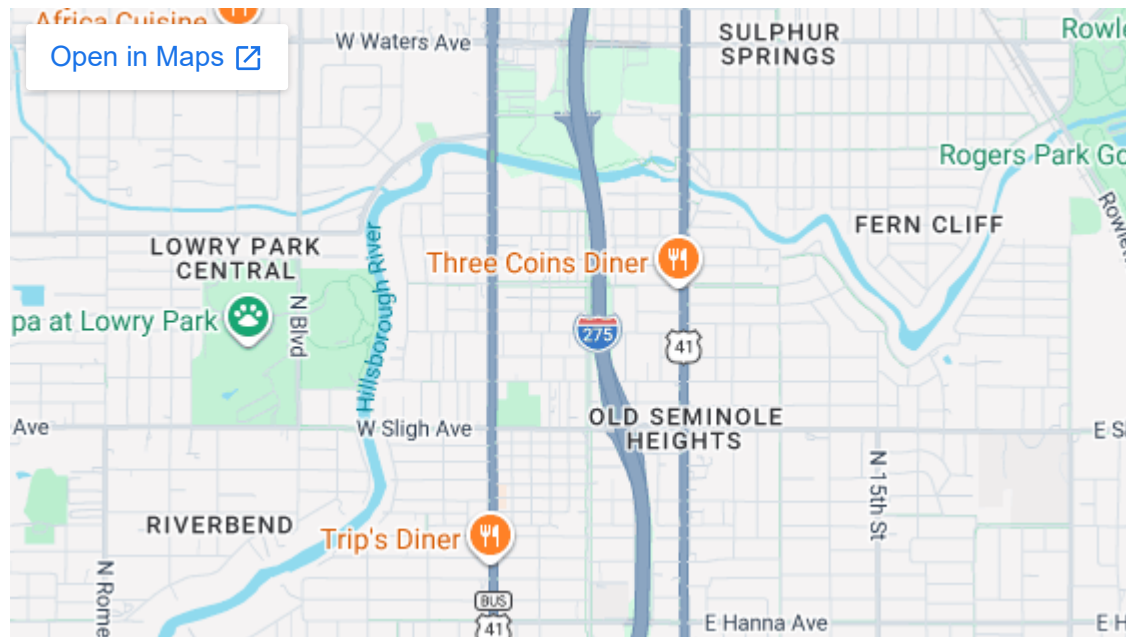 Africa Cuisine
Open in Maps
W Waters Ave
SULPHUR
SPRINGS
Rogers Park
FERN CLIFF
LOWRY PARK
CENTRAL
Hillsborough River
Three Coins Diner
N Blvd
pa at Lowry Park
275
41
Ave
W Sligh Ave
OLD SEMINOLE
HEIGHTS
E
N 15th St
RIVERBEND
Trip's Diner
N Rome
BUS
41
E Hanna Ave
E H